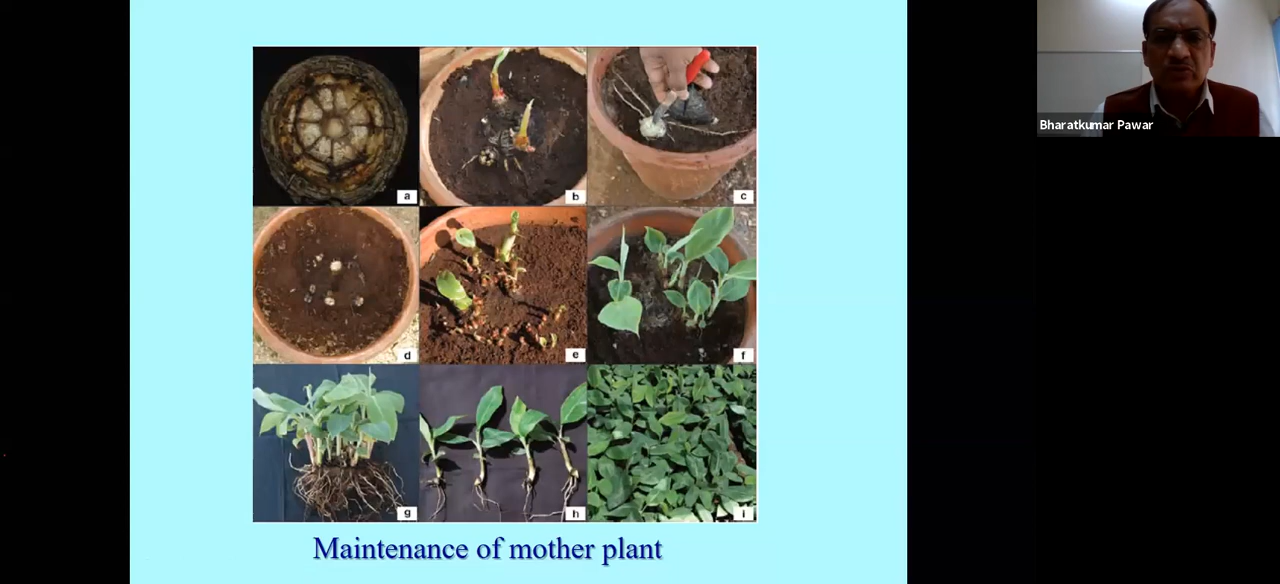 a
b
c
d
e
f
g
h
i
Maintenance of mother plant
Bharatkumar Pawar